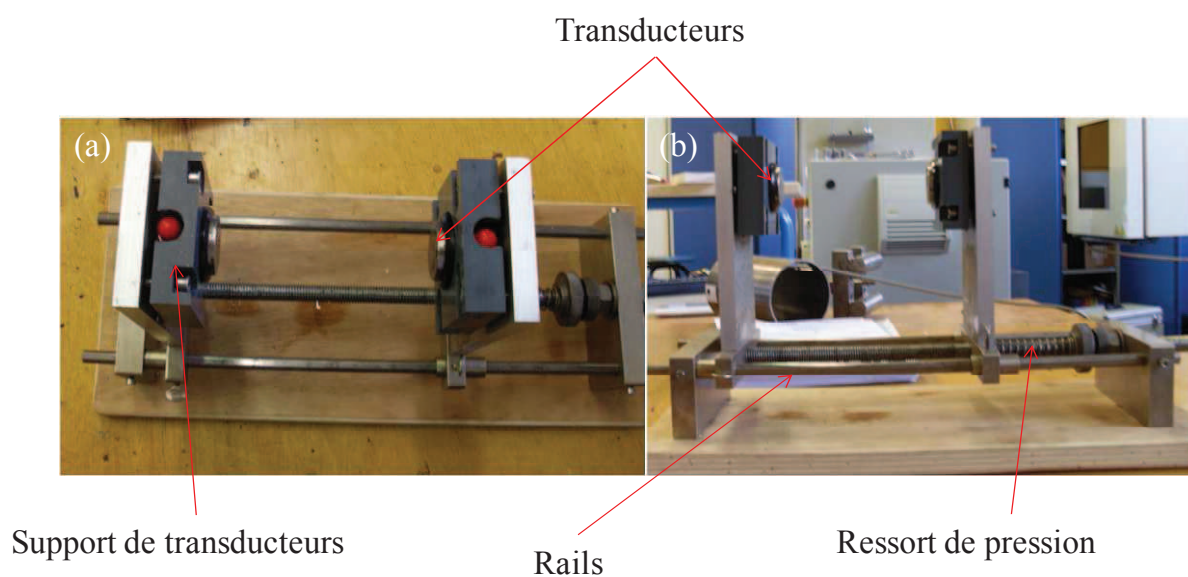 Transducteurs
(a)
(b)
Support de transducteurs
Rails
Ressort de pression